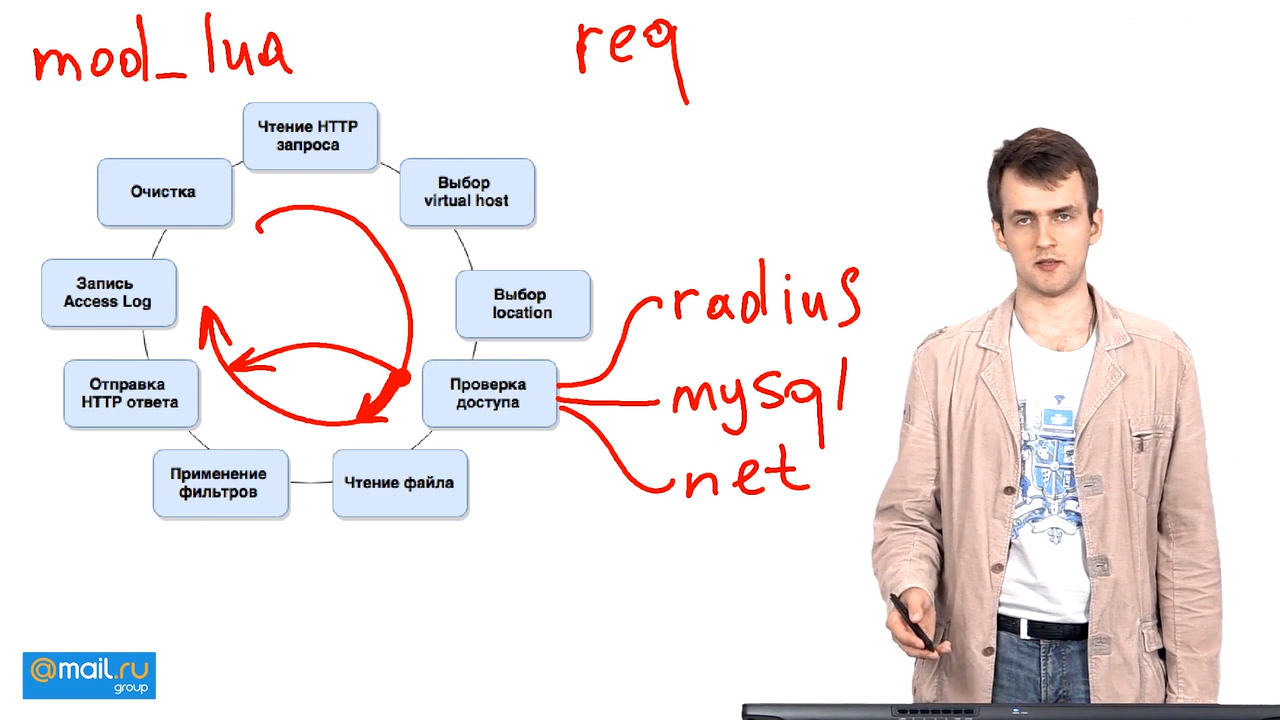 mod_lua
req
Чтение HTTP
запроса
Очистка
Выбор
virtual host
Запись
Access Log
Выбор
location
radius
Отправка
HTTP ответа
Проверка
доступа
mysql
Применение
фильтров
Чтение файла
net
@mail.ru
group